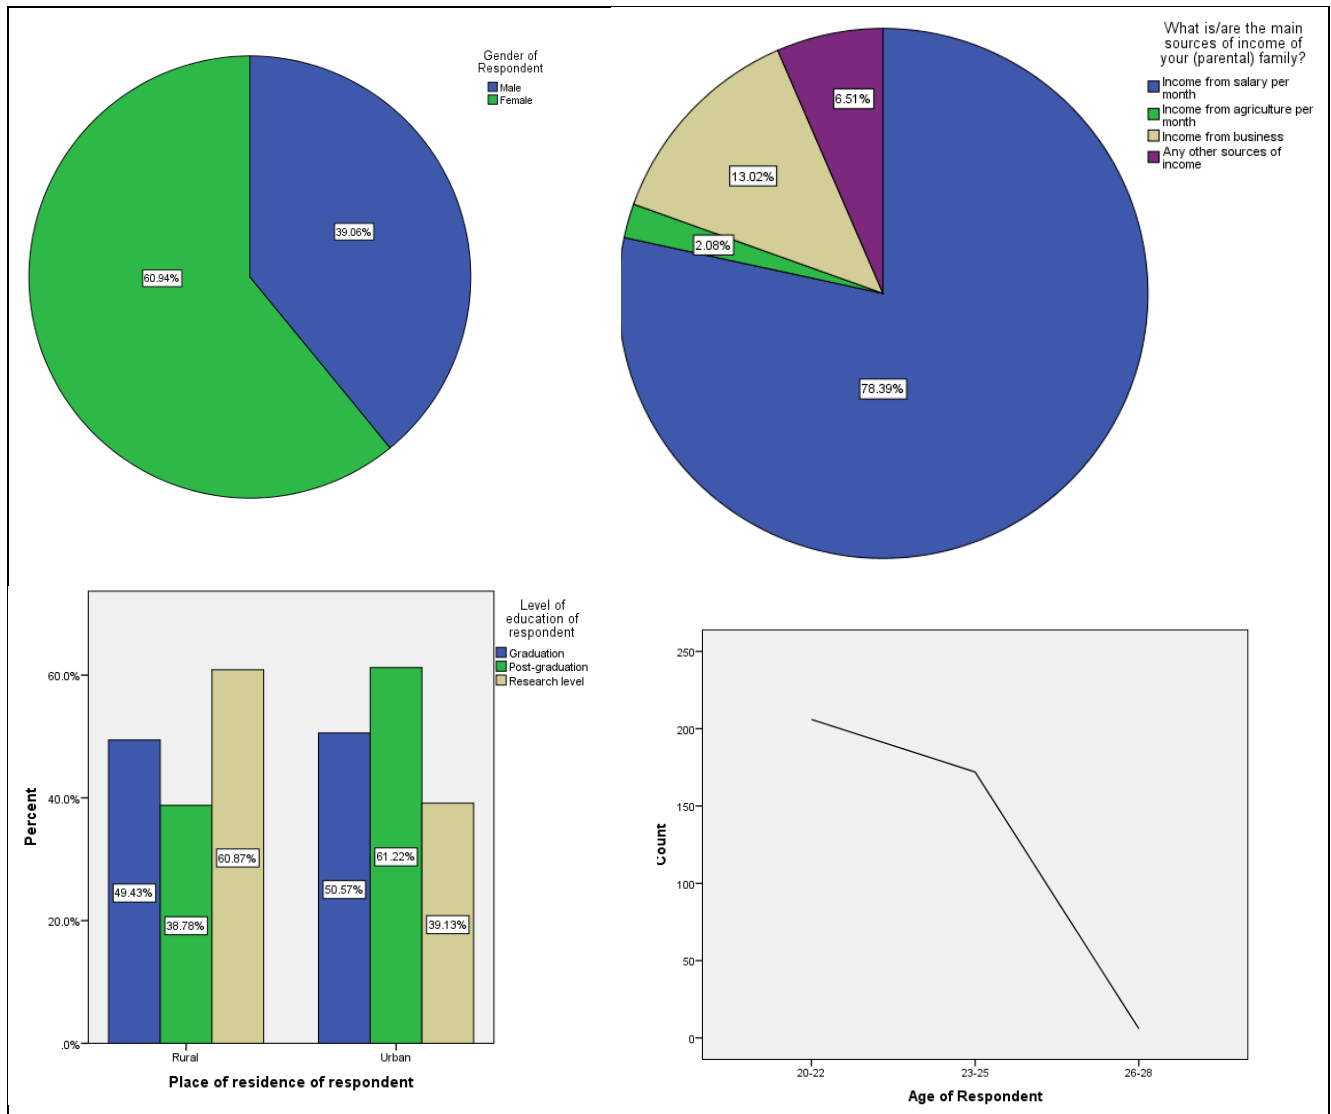 Gender of
Respondent
Male
Female
39.06%
60.94%
What is/are the main
sources of income of
your (parental) family?
Income from salary per
month
Income from agriculture per
month
Income from business
Any other sources of
income
6.51%
13.02%
2.08%
78.39%
Level of
education of
respondent
Graduation
Post-graduation
Research level
Percent
60.0%
40.0%
20.0%
.0%
49.43%
38.78%
60.87%
50.57%
61.22%
39.13%
Rural
Urban
Place of residence of respondent
Count
250
200
150
100
50
0
20-22
23-25
26-28
Age of Respondent